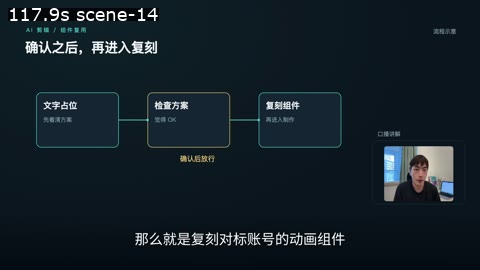 117.9s scene-14
AI 剪辑 / 组件复用
流程示意
确认之后，再进入复刻
文字占位
先看清方案
检查方案
觉得 OK
复刻组件
再进入制作
确认后放行
口播讲解
那么就是复刻对标账号的动画组件